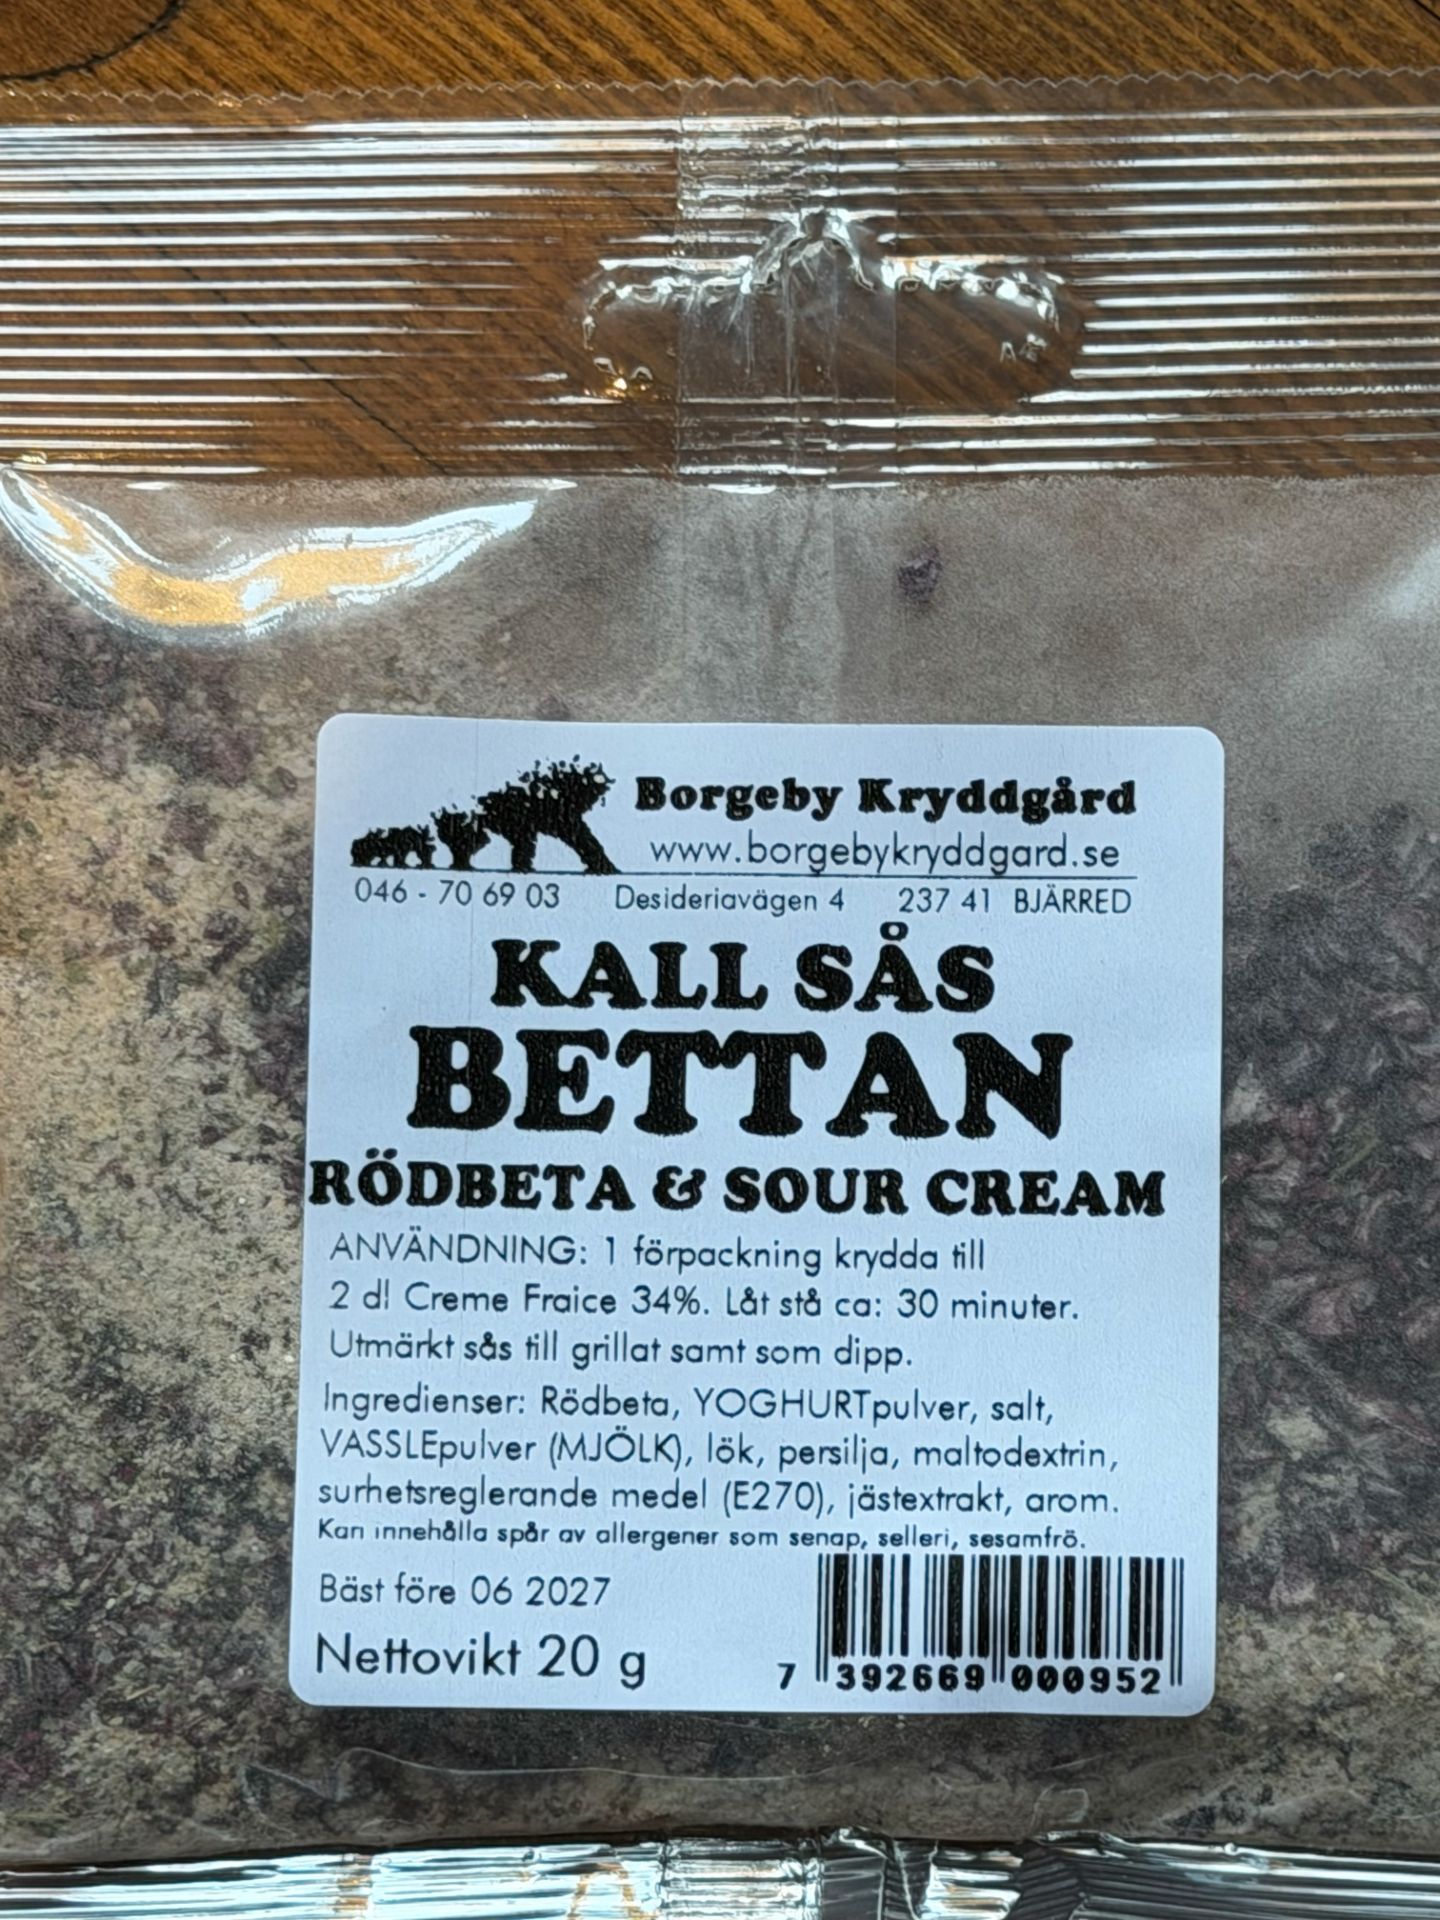 Borgeby Kryddgård
www.borgebykryddgard.se
046 - 70 69 03 Desideriavägen 4 237 41 BJÄRRED
KALL SÅS
BETTAN
RÖDBETA & SOUR CREAM
ANVÄNDNING: 1 förpackning krydda till
2 dl Creme Fraice 34%. Låt stå ca: 30 minuter.
Utmärkt sås till grillat samt som dipp.
Ingredienser: Rödbeta, YOGHURTpulver, salt,
VASSLEpulver (MJÖLK), lök, persilja, maltodextrin,
surhetsreglerande medel (E270), jästextrakt, arom.
Kan innehålla spår av allergener som senap, selleri, sesamfrö.
Bäst före 06 2027
Nettovikt 20 g
7 392669 000952